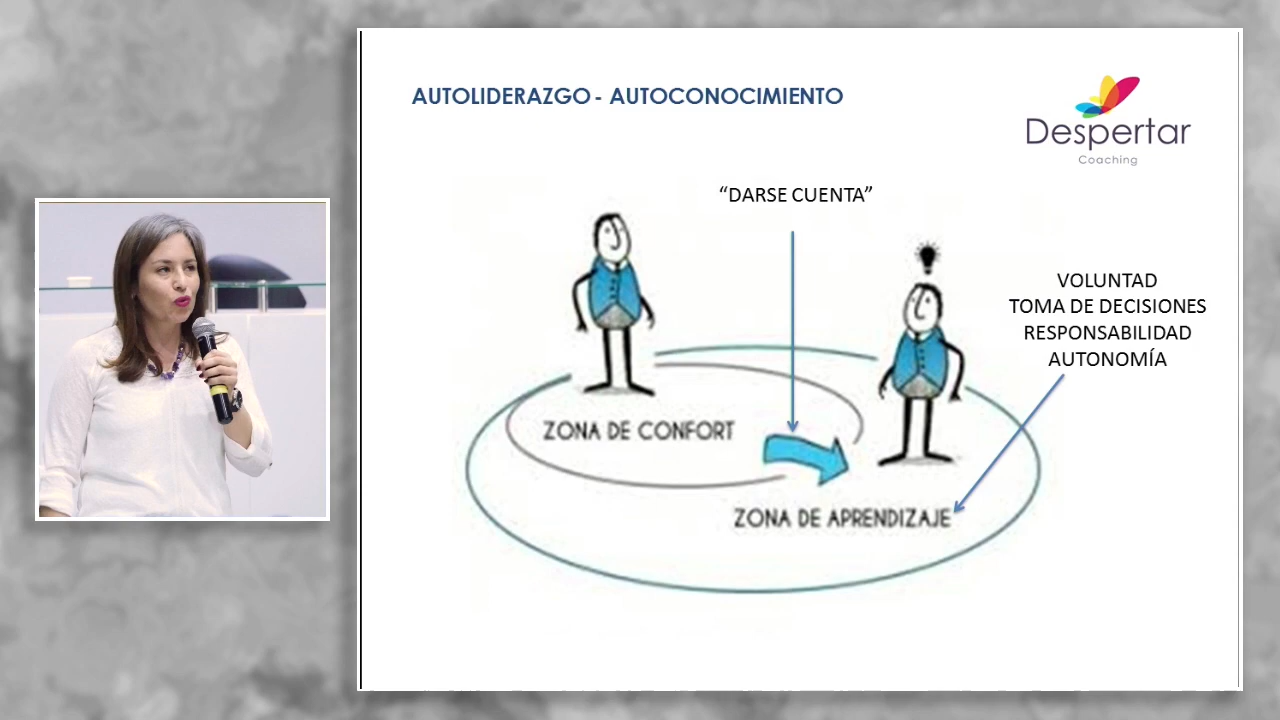 AUTOLIDERAZGO - AUTOCONOCIMIENTO
Despertar
Coaching
“DARSE CUENTA”
VOLUNTAD
TOMA DE DECISIONES
RESPONSABILIDAD
AUTONOMÍA
ZONA DE CONFORT
ZONA DE APRENDIZAJE